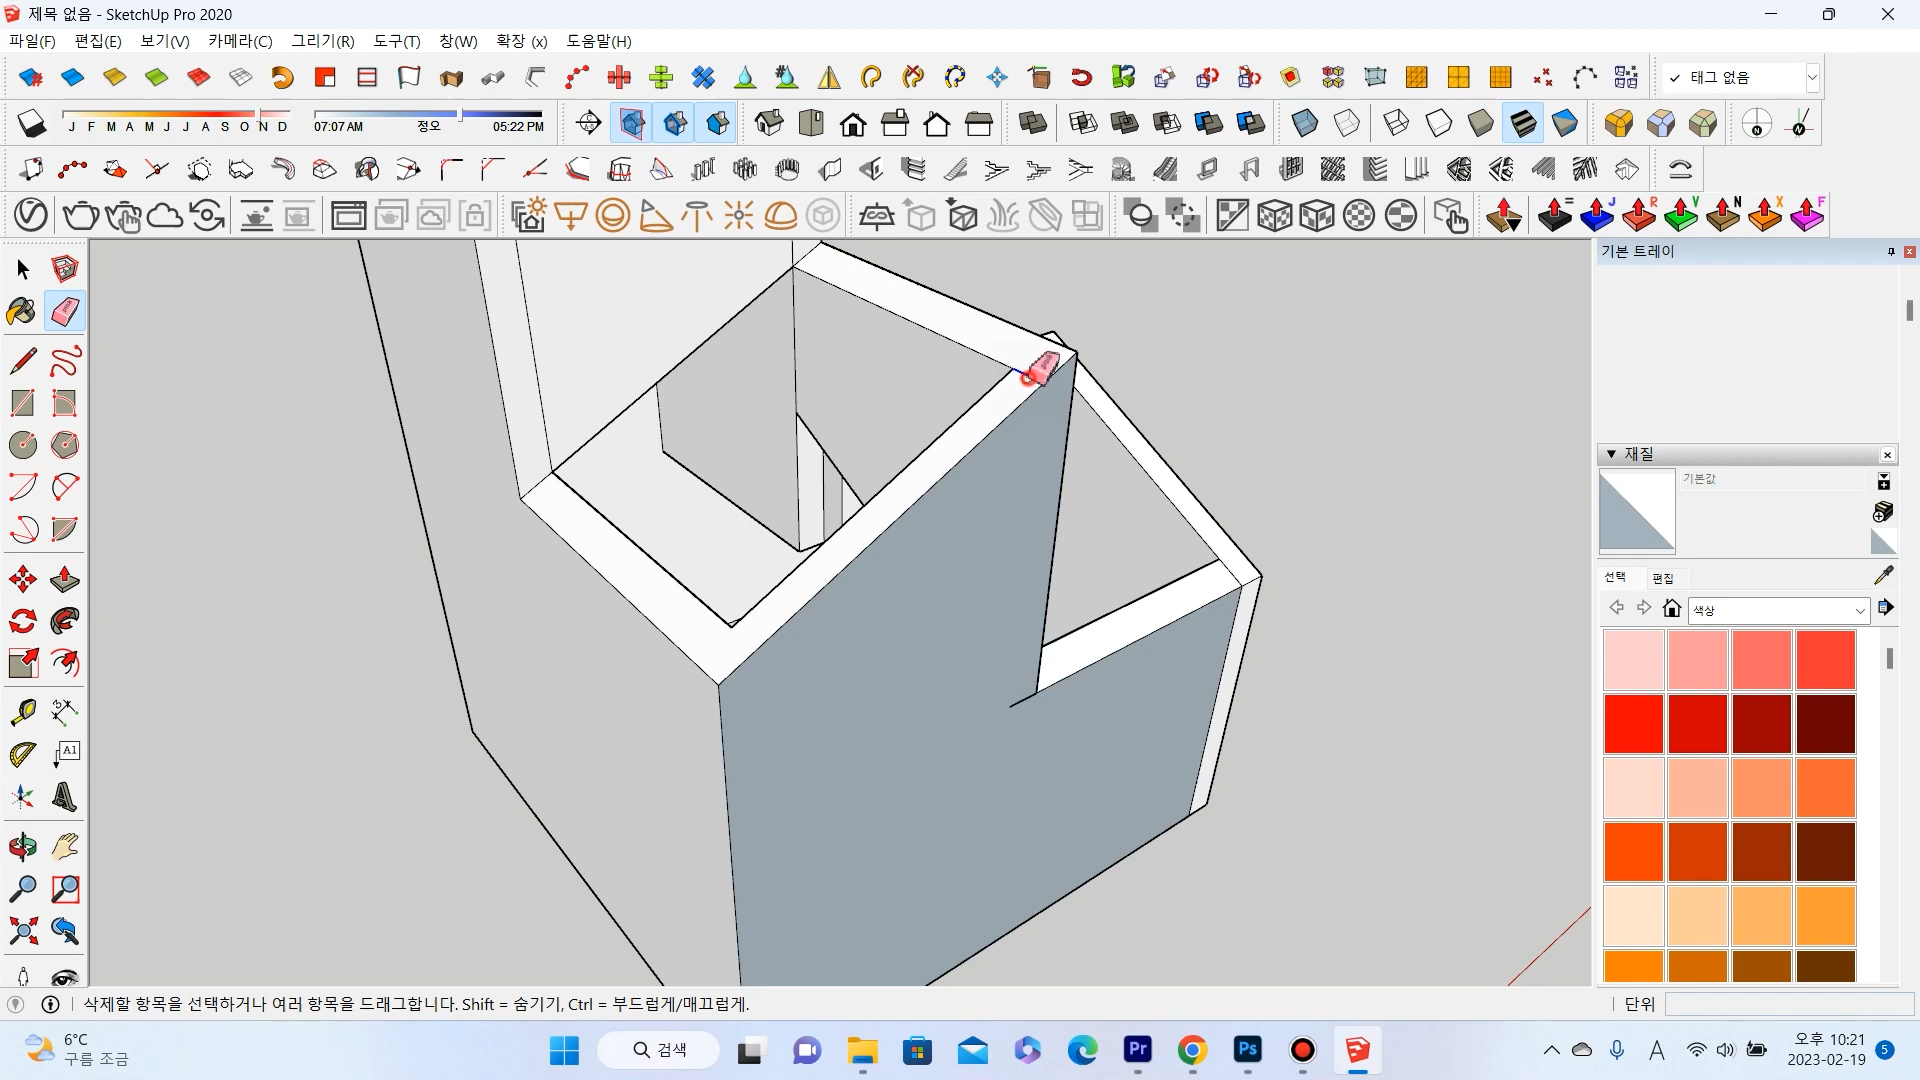 제목 없음 - SketchUp Pro 2020
파일(F) 편집(E) 보기(V) 카메라(C) 그리기(R) 도구(T) 창(W) 확장 (x) 도움말(H)
태그 없음
J F M A M J J A S O N D
07:07 AM 정오 05:22 PM
기본 트레이
재질
기본값
선택 편집
색상
A1
삭제할 항목을 선택하거나 여러 항목을 드래그합니다. Shift = 숨기기, Ctrl = 부드럽게/매끄럽게.
단위
6°C
구름 조금
검색
Pr
Ps
A
오후 10:21
2023-02-19
5